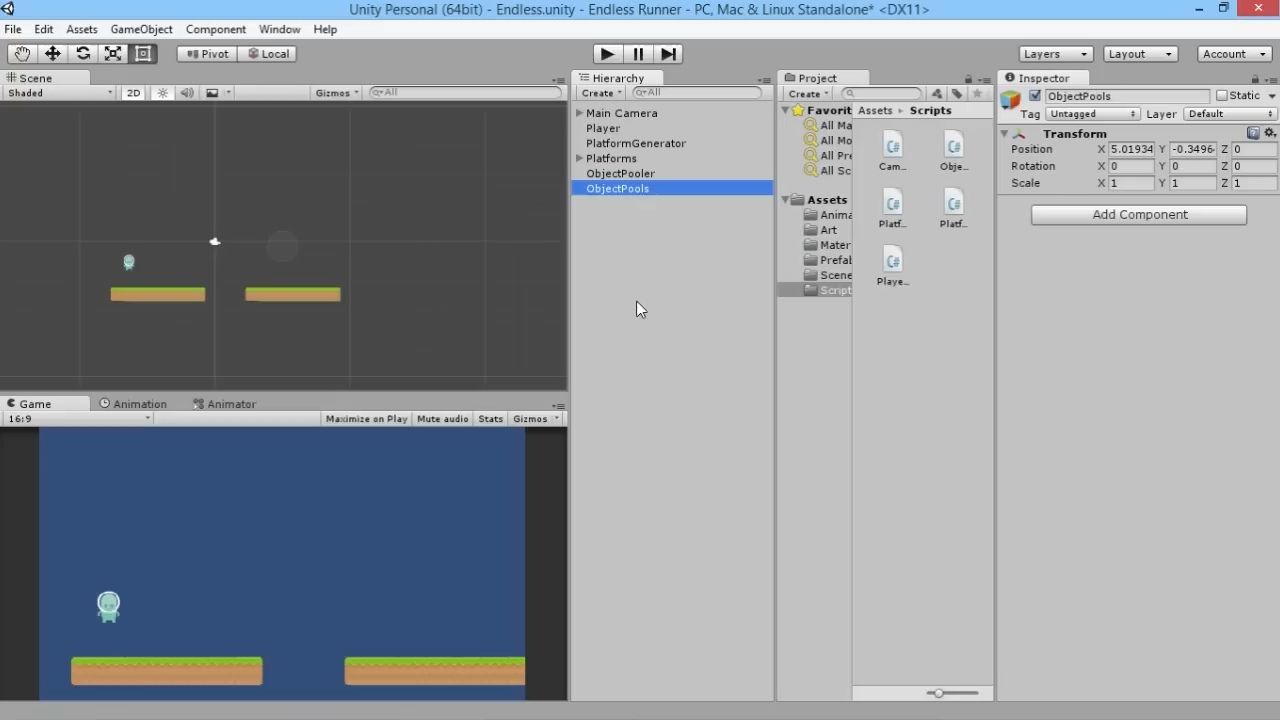 Unity Personal (64bit) - Endless.unity - Endless Runner - PC, Mac & Linux Standalone* <DX11>
File Edit Assets GameObject Component Window Help
Pivot Local Layers Layout Account
Scene
Shaded 2D Gizmos All
Hierarchy
Create All
Main Camera
Player
PlatformGenerator
Platforms
ObjectPooler
ObjectPools
Project
Create
Favorit
All Ma
All Mo
All Pre
All Sc
Assets
Anima
Art
Mater
Prefab
Scene
Script
Assets Scripts
Cam... Obje...
Platf... Platf...
Playe...
Inspector
ObjectPools Static
Tag Untagged Layer Default
Transform
Position X 5.01934 Y -0.3496 Z 0
Rotation X 0 Y 0 Z 0
Scale X 1 Y 1 Z 1
Add Component
Game Animation Animator
16:9 Maximize on Play Mute audio Stats Gizmos